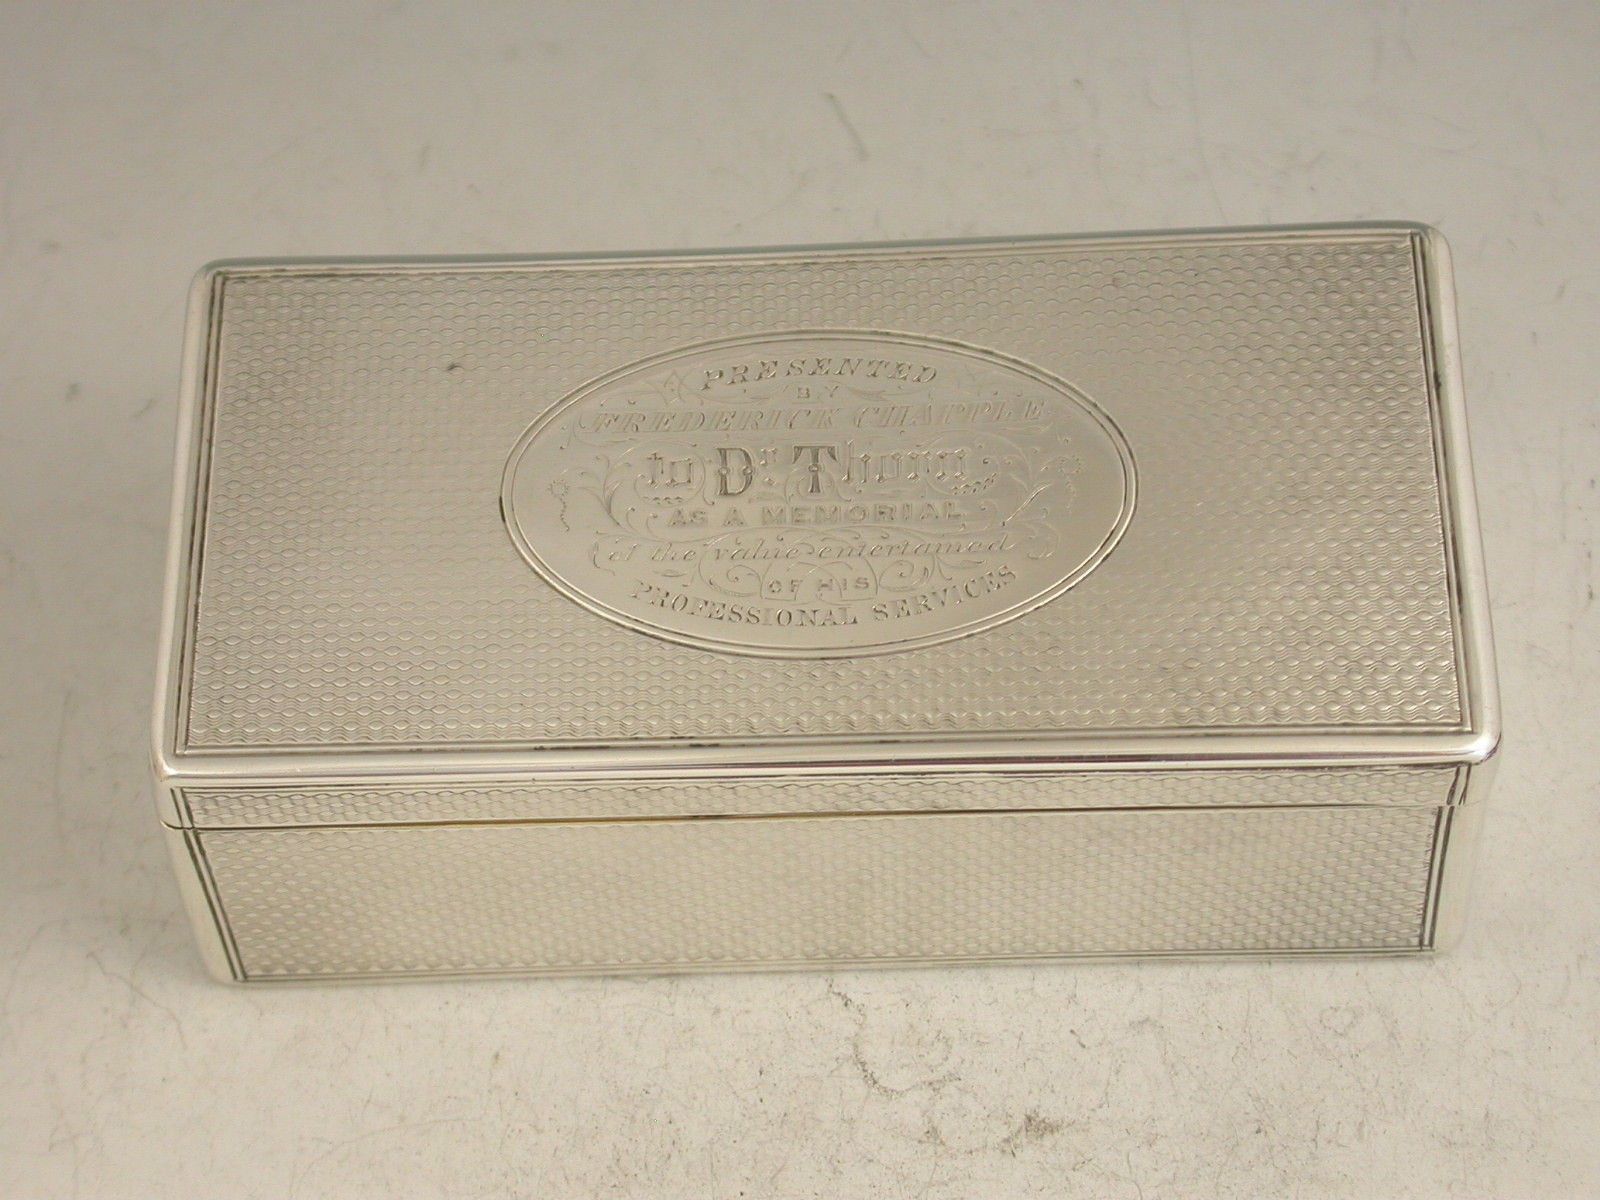 PRESENTED
BY
FREDERICK CHAPPLE
to Dr. Thorn
AS A MEMORIAL
of the value entertained
OF HIS
PROFESSIONAL SERVICES